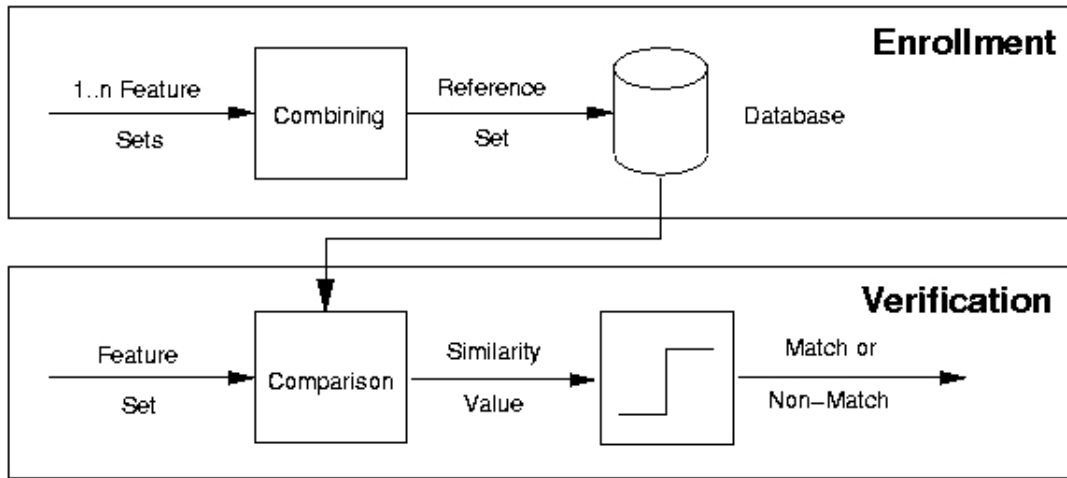 Enrollment
1..n Feature
Sets
Combining
Reference
Set
Database
Verification
Feature
Set
Comparison
Similarity
Value
Match or
Non−Match